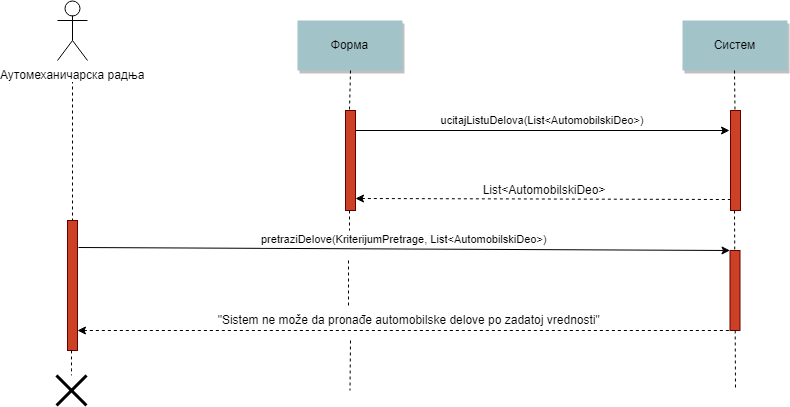 Аутомеханичарска радња
Форма
Систем
ucitajListuDelova(List<AutomobilskiDeo>)
List<AutomobilskiDeo>
pretraziDelove(KriterijumPretrage, List<AutomobilskiDeo>)
"Sistem ne može da pronađe automobilske delove po zadatoj vrednosti"